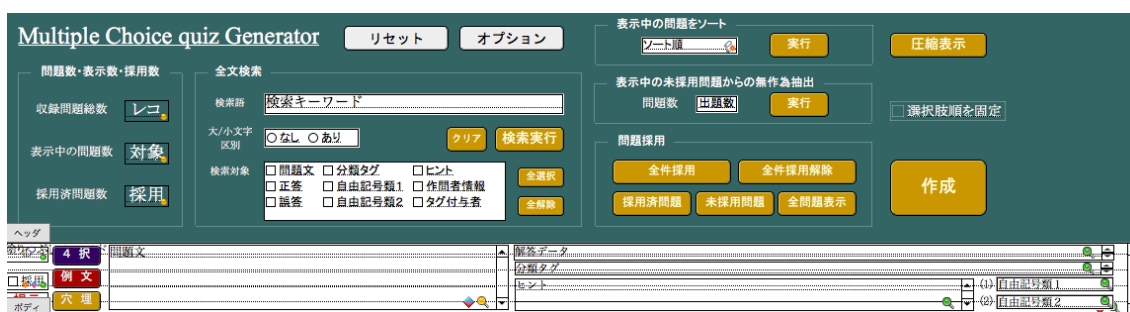 Multiple Choice quiz Generator
リセット
オプション
問題数・表示数・採用数
収録問題総数 レコ
表示中の問題数 対象
採用済問題数 採用
全文検索
検索語 検索キーワード
大/小文字
区別
なし あり
クリア
検索実行
検索対象
問題文 分類タグ ヒント
正答 自由記号類1 作問者情報
誤答 自由記号類2 タグ付与者
全選択
全解除
表示中の問題をソート
ソート順
実行
表示中の未採用問題からの無作為抽出
問題数 出題数
実行
問題採用
全件採用
全件採用解除
採用済問題
未採用問題
全問題表示
圧縮表示
選択肢順を固定
作成
ヘッダ
4 択
問題文
解答データ
分類タグ
採用
例 文
ヒント
(1) 自由記号類1
ボディ
穴 埋
(2) 自由記号類2